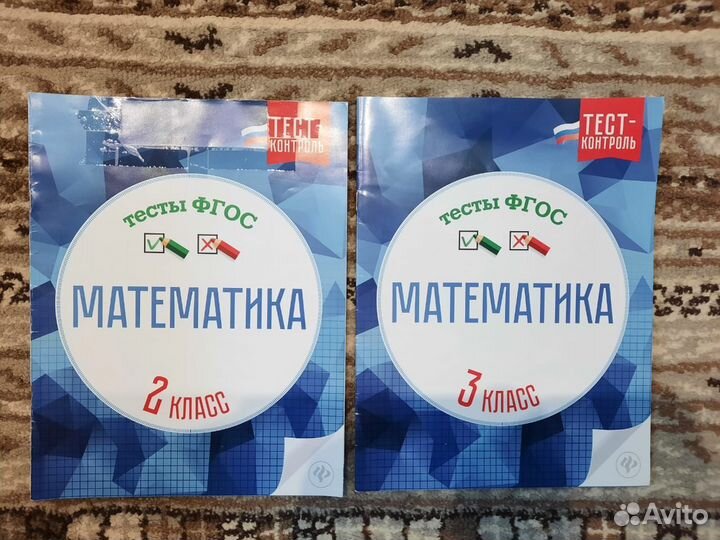 ТЕСТ-
КОНТРОЛЬ
тесты ФГОС
МАТЕМАТИКА
2 КЛАСС
ТЕСТ-
КОНТРОЛЬ
тесты ФГОС
МАТЕМАТИКА
3 КЛАСС
Avito